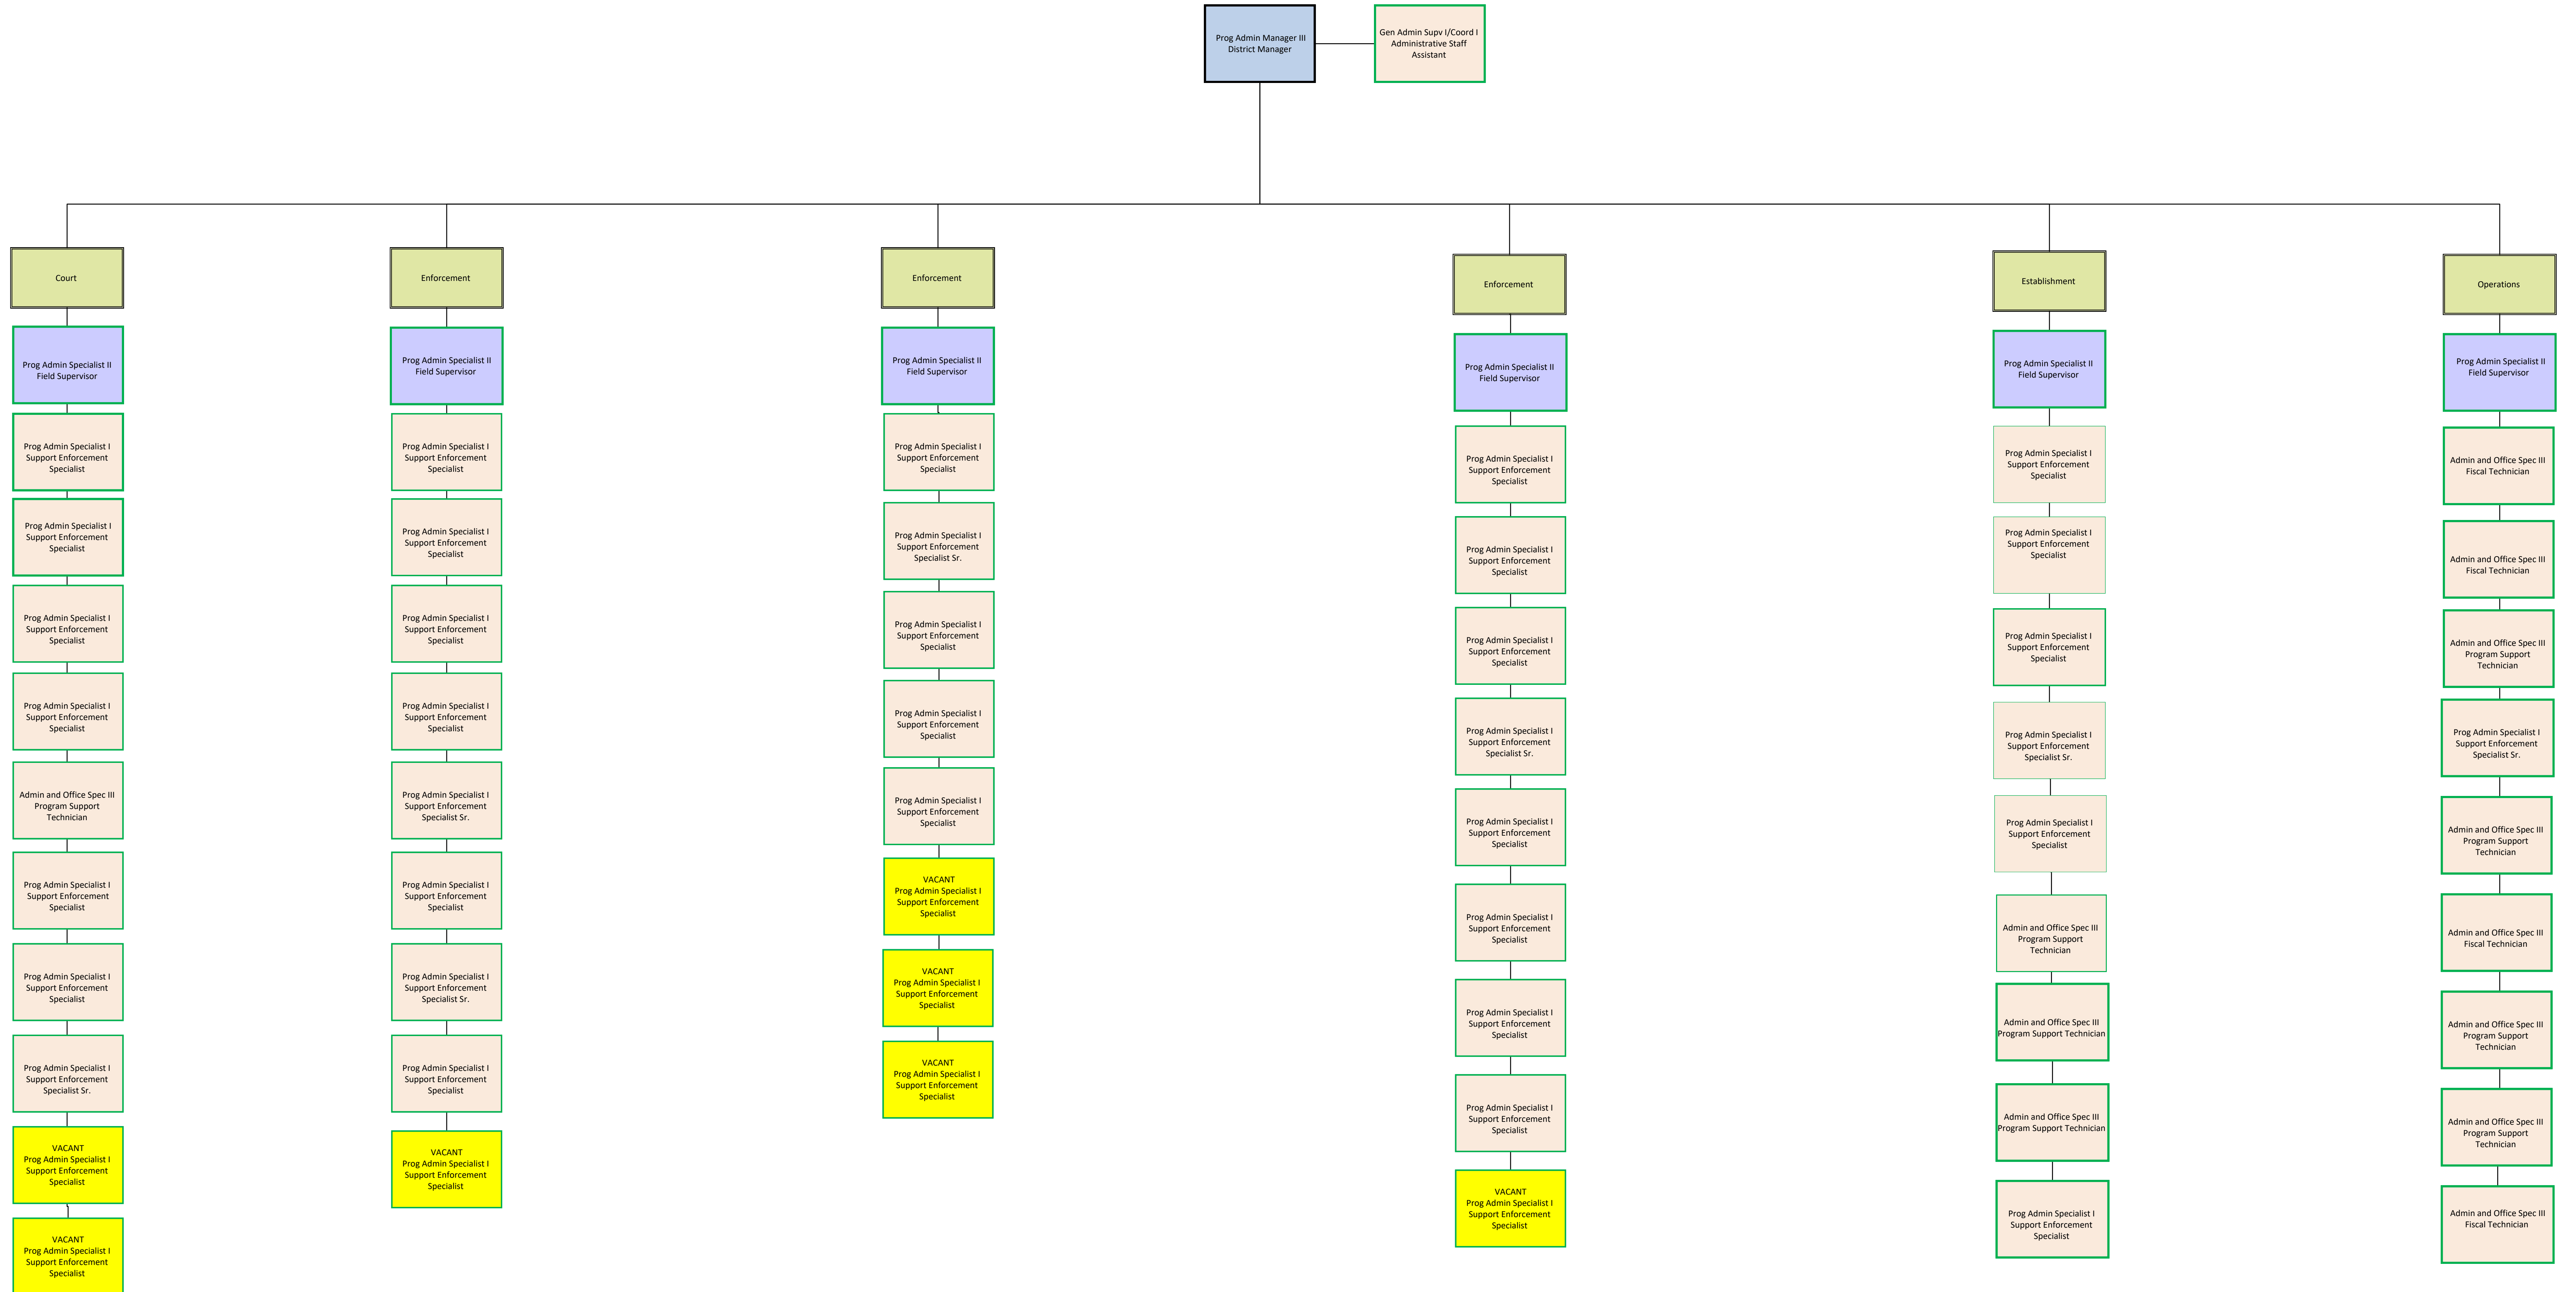 Prog Admin Manager III
District Manager
Gen Admin Supv I/Coord I
Administrative Staff
Assistant
Court
Prog Admin Specialist II
Field Supervisor
Prog Admin Specialist I
Support Enforcement
Specialist
Prog Admin Specialist I
Support Enforcement
Specialist
Prog Admin Specialist I
Support Enforcement
Specialist
Prog Admin Specialist I
Support Enforcement
Specialist
Admin and Office Spec III
Program Support
Technician
Prog Admin Specialist I
Support Enforcement
Specialist
Prog Admin Specialist I
Support Enforcement
Specialist
Prog Admin Specialist I
Support Enforcement
Specialist Sr.
VACANT
Prog Admin Specialist I
Support Enforcement
Specialist
VACANT
Prog Admin Specialist I
Support Enforcement
Specialist
Enforcement
Prog Admin Specialist II
Field Supervisor
Prog Admin Specialist I
Support Enforcement
Specialist
Prog Admin Specialist I
Support Enforcement
Specialist
Prog Admin Specialist I
Support Enforcement
Specialist
Prog Admin Specialist I
Support Enforcement
Specialist
Prog Admin Specialist I
Support Enforcement
Specialist Sr.
Prog Admin Specialist I
Support Enforcement
Specialist
Prog Admin Specialist I
Support Enforcement
Specialist Sr.
Prog Admin Specialist I
Support Enforcement
Specialist
VACANT
Prog Admin Specialist I
Support Enforcement
Specialist
Enforcement
Prog Admin Specialist II
Field Supervisor
Prog Admin Specialist I
Support Enforcement
Specialist
Prog Admin Specialist I
Support Enforcement
Specialist Sr.
Prog Admin Specialist I
Support Enforcement
Specialist
Prog Admin Specialist I
Support Enforcement
Specialist
Prog Admin Specialist I
Support Enforcement
Specialist
VACANT
Prog Admin Specialist I
Support Enforcement
Specialist
VACANT
Prog Admin Specialist I
Support Enforcement
Specialist
VACANT
Prog Admin Specialist I
Support Enforcement
Specialist
Enforcement
Prog Admin Specialist II
Field Supervisor
Prog Admin Specialist I
Support Enforcement
Specialist
Prog Admin Specialist I
Support Enforcement
Specialist
Prog Admin Specialist I
Support Enforcement
Specialist
Prog Admin Specialist I
Support Enforcement
Specialist Sr.
Prog Admin Specialist I
Support Enforcement
Specialist
Prog Admin Specialist I
Support Enforcement
Specialist
Prog Admin Specialist I
Support Enforcement
Specialist
Prog Admin Specialist I
Support Enforcement
Specialist
VACANT
Prog Admin Specialist I
Support Enforcement
Specialist
Establishment
Prog Admin Specialist II
Field Supervisor
Prog Admin Specialist I
Support Enforcement
Specialist
Prog Admin Specialist I
Support Enforcement
Specialist
Prog Admin Specialist I
Support Enforcement
Specialist
Prog Admin Specialist I
Support Enforcement
Specialist Sr.
Prog Admin Specialist I
Support Enforcement
Specialist
Admin and Office Spec III
Program Support
Technician
Admin and Office Spec III
Program Support Technician
Admin and Office Spec III
Program Support Technician
Prog Admin Specialist I
Support Enforcement
Specialist
Operations
Prog Admin Specialist II
Field Supervisor
Admin and Office Spec III
Fiscal Technician
Admin and Office Spec III
Fiscal Technician
Admin and Office Spec III
Program Support
Technician
Prog Admin Specialist I
Support Enforcement
Specialist Sr.
Admin and Office Spec III
Program Support
Technician
Admin and Office Spec III
Fiscal Technician
Admin and Office Spec III
Program Support
Technician
Admin and Office Spec III
Program Support
Technician
Admin and Office Spec III
Fiscal Technician